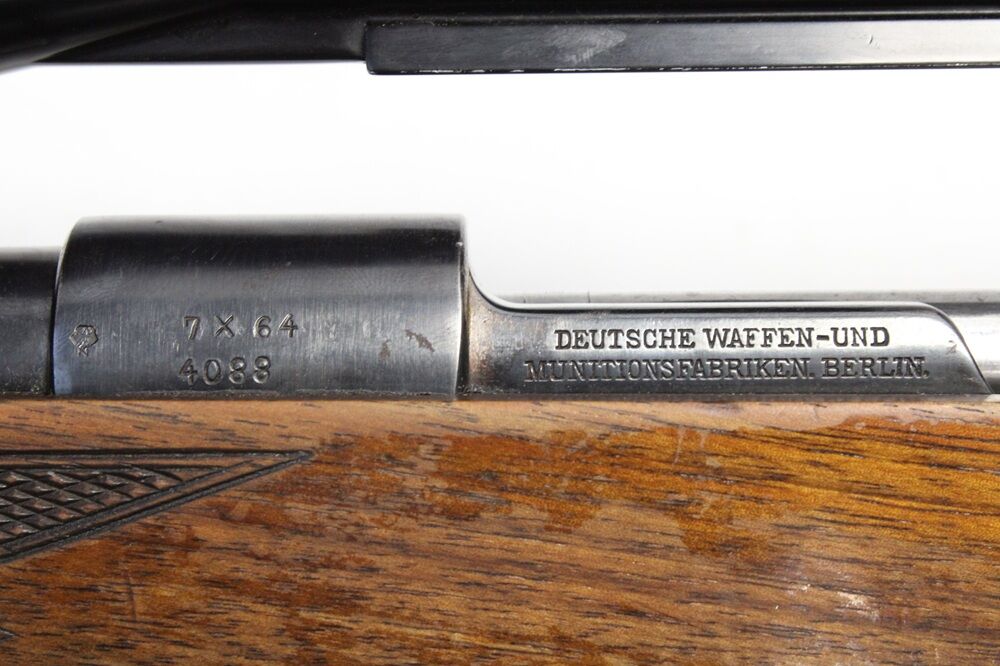 7 X 64
4088
DEUTSCHE WAFFEN-UND
MUNITIONSFABRIKEN. BERLIN.